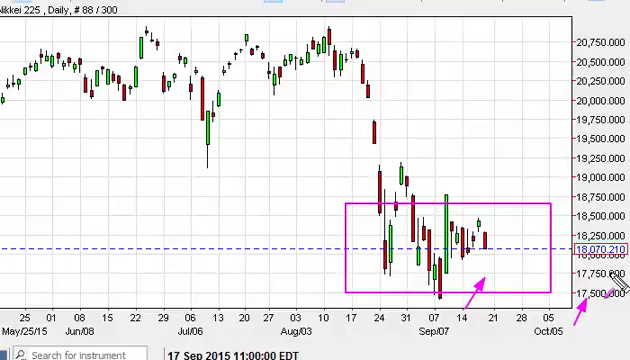 Nikkei 225 , Daily, # 88 / 300
20,750.000
20,500.000
20,250.000
20,000.000
19,750.000
19,500.000
19,250.000
19,000.000
18,750.000
18,500.000
18,250.000
18,070.210
17,750.000
17,500.000
25 01 08 15 22 29 06 13 20 27 03 10 17 24 31 07 14 21 28 05
May/25/15 Jun/08 Jul/06 Aug/03 Sep/07 Oct/05
Search for instrument
17 Sep 2015 11:00:00 EDT